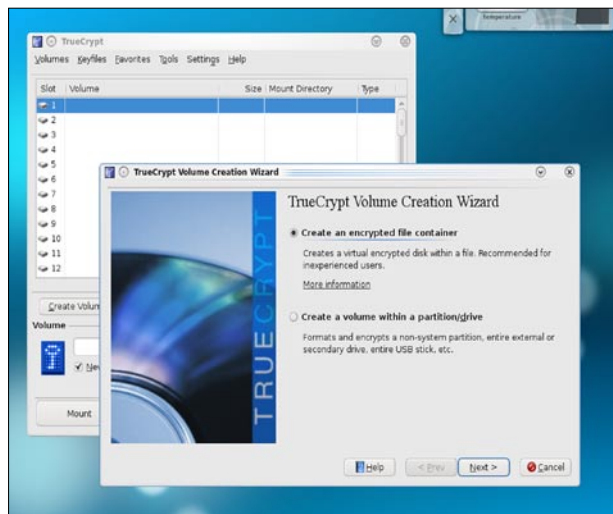 temperature
TrueCrypt
Volumes Keyfiles Favorites Tools Settings Help
Slot Volume Size Mount Directory Type
1
2
3
4
5
6
7
8
9
10
11
12
Create Volum
Volume
Nev
Mount
TrueCrypt Volume Creation Wizard
TRUECRYPT
TrueCrypt Volume Creation Wizard
Create an encrypted file container
Creates a virtual encrypted disk within a file. Recommended for
inexperienced users.
More information
Create a volume within a partition/drive
Formats and encrypts a non-system partition, entire external or
secondary drive, entire USB stick, etc.
Help < Prev Next > Cancel